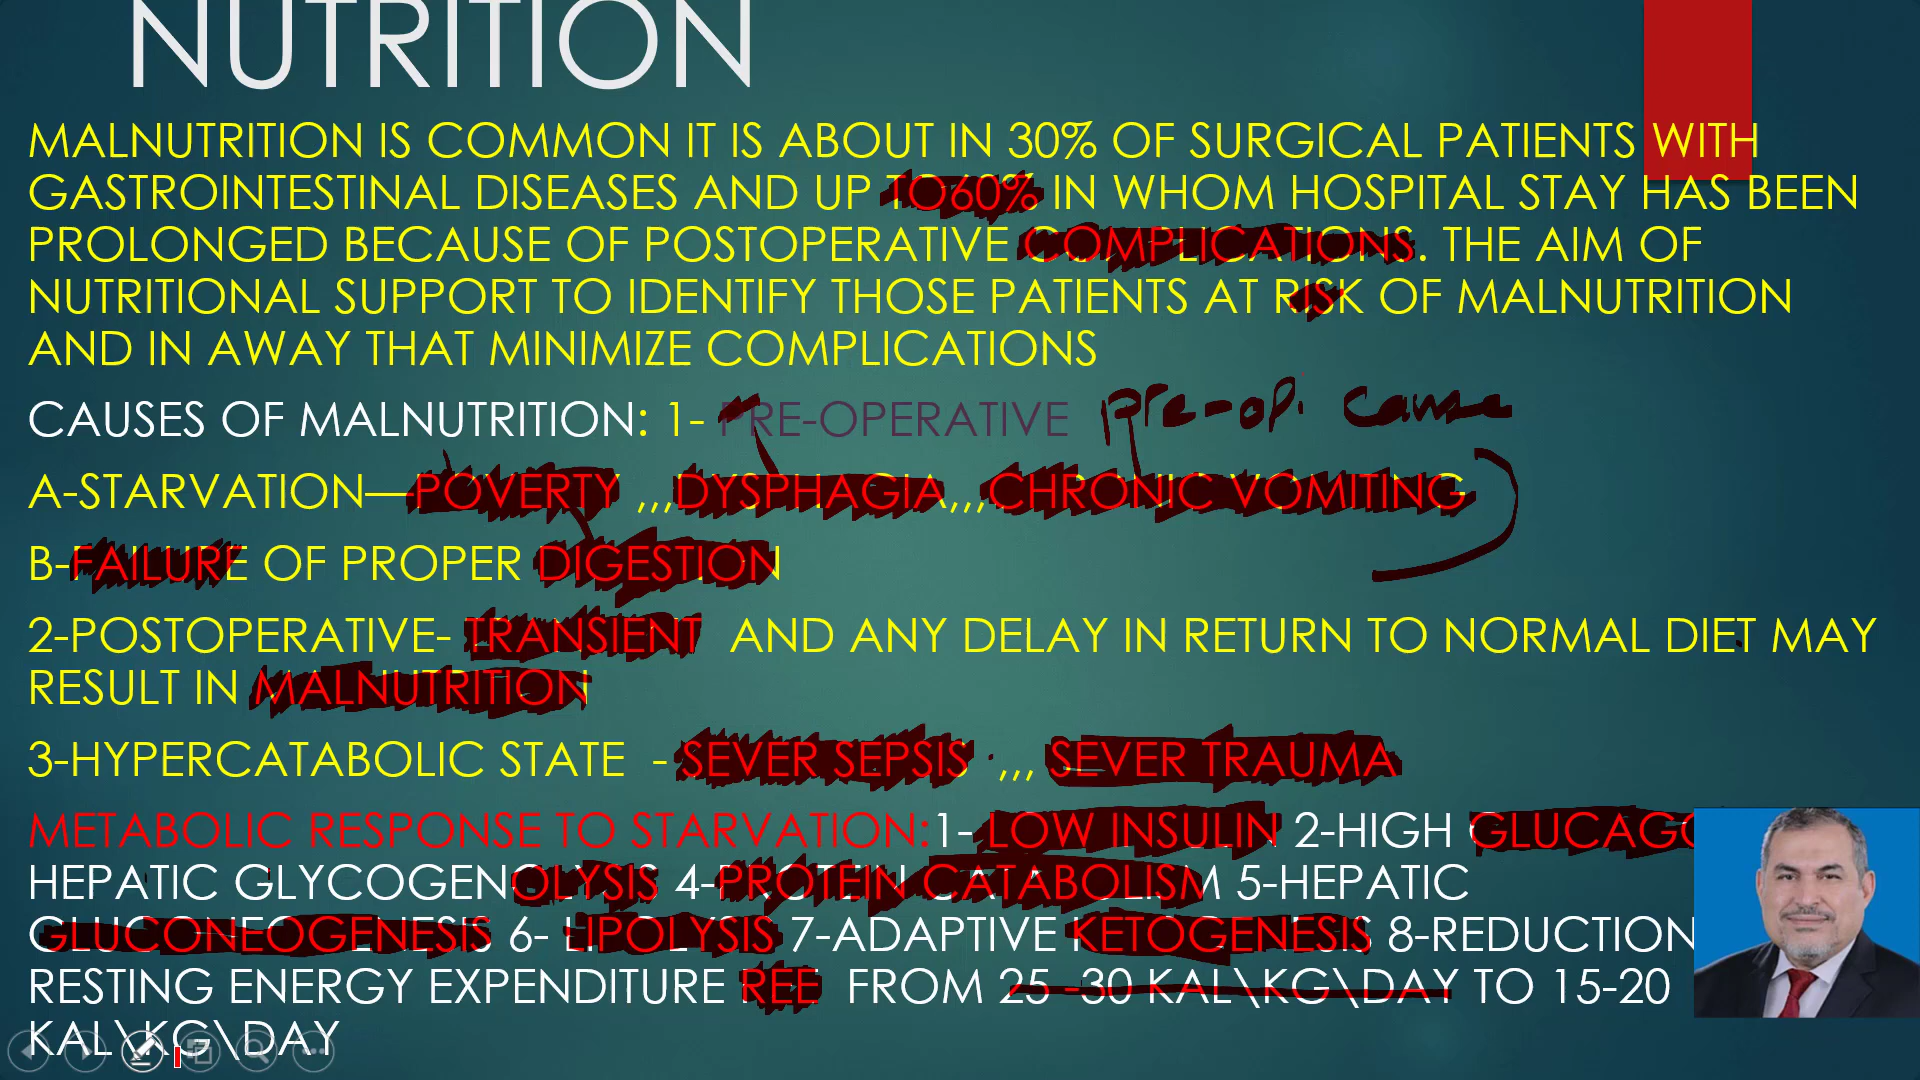 NUTRITION
MALNUTRITION IS COMMON IT IS ABOUT IN 30% OF SURGICAL PATIENTS WITH
GASTROINTESTINAL DISEASES AND UP TO60% IN WHOM HOSPITAL STAY HAS BEEN
PROLONGED BECAUSE OF POSTOPERATIVE COMPLICATIONS. THE AIM OF
NUTRITIONAL SUPPORT TO IDENTIFY THOSE PATIENTS AT RISK OF MALNUTRITION
AND IN AWAY THAT MINIMIZE COMPLICATIONS
CAUSES OF MALNUTRITION: 1- PRE-OPERATIVE pre-op. cause
A-STARVATION—POVERTY ,,,DYSPHAGIA,,,CHRONIC VOMITING
B-FAILURE OF PROPER DIGESTION
2-POSTOPERATIVE- TRANSIENT AND ANY DELAY IN RETURN TO NORMAL DIET MAY
RESULT IN MALNUTRITION
3-HYPERCATABOLIC STATE - SEVER SEPSIS ,,, SEVER TRAUMA
METABOLIC RESPONSE TO STARVATION:1- LOW INSULIN 2-HIGH GLUCAGO
HEPATIC GLYCOGENOLYSIS 4-PROTEIN CATABOLISM 5-HEPATIC
GLUCONEOGENESIS 6- LIPOLYSIS 7-ADAPTIVE KETOGENESIS 8-REDUCTION
RESTING ENERGY EXPENDITURE REE FROM 25 -30 KAL\KG\DAY TO 15-20
KAL\KG\DAY